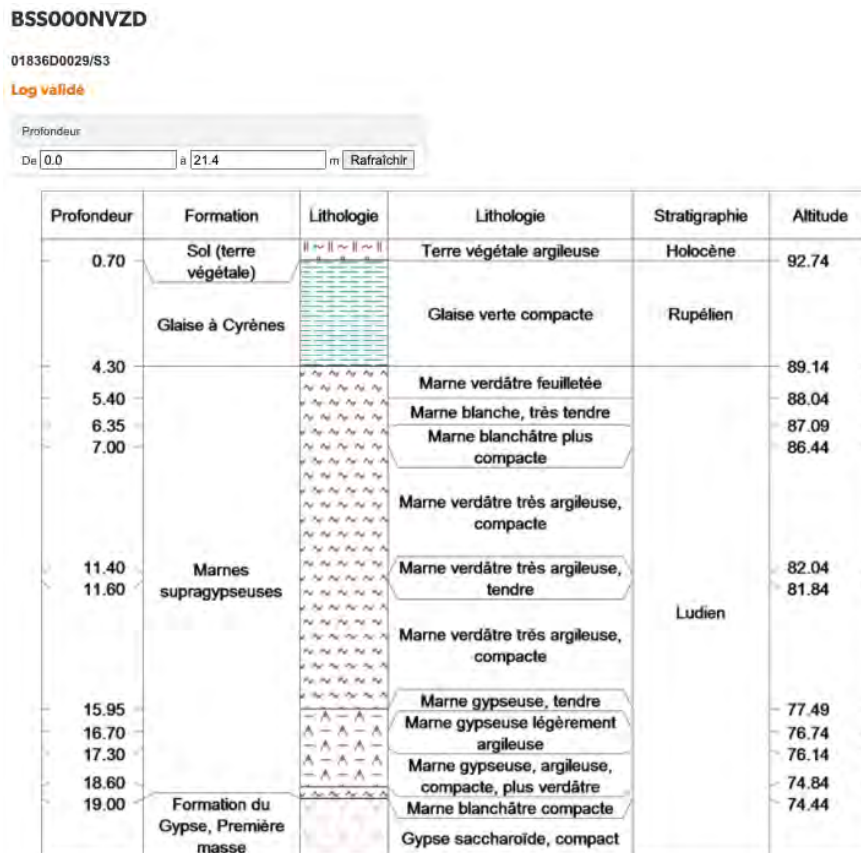 BSS000NVZD
01836D0029/S3
Log validé
Profondeur
De 0.0 à 21.4 m Rafraîchir
Profondeur Formation Lithologie Lithologie Stratigraphie Altitude
Sol (terre végétale) Terre végétale argileuse Holocène
0.70 92.74
Glaise à Cyrènes Glaise verte compacte Rupélien
4.30 89.14
Marne verdâtre feuilletée
5.40 88.04
Marne blanche, très tendre
6.35 87.09
Marne blanchâtre plus
compacte
7.00 86.44
Marne verdâtre très argileuse,
compacte
11.40 82.04
Marnes
supragypseuses
Marne verdâtre très argileuse,
tendre
11.60 81.84
Ludien
Marne verdâtre très argileuse,
compacte
15.95 77.49
Marne gypseuse, tendre
16.70 76.74
Marne gypseuse légèrement
argileuse
17.30 76.14
Marne gypseuse, argileuse,
compacte, plus verdâtre
18.60 74.84
Marne blanchâtre compacte
19.00 74.44
Formation du
Gypse, Première
masse
Gypse saccharoïde, compact